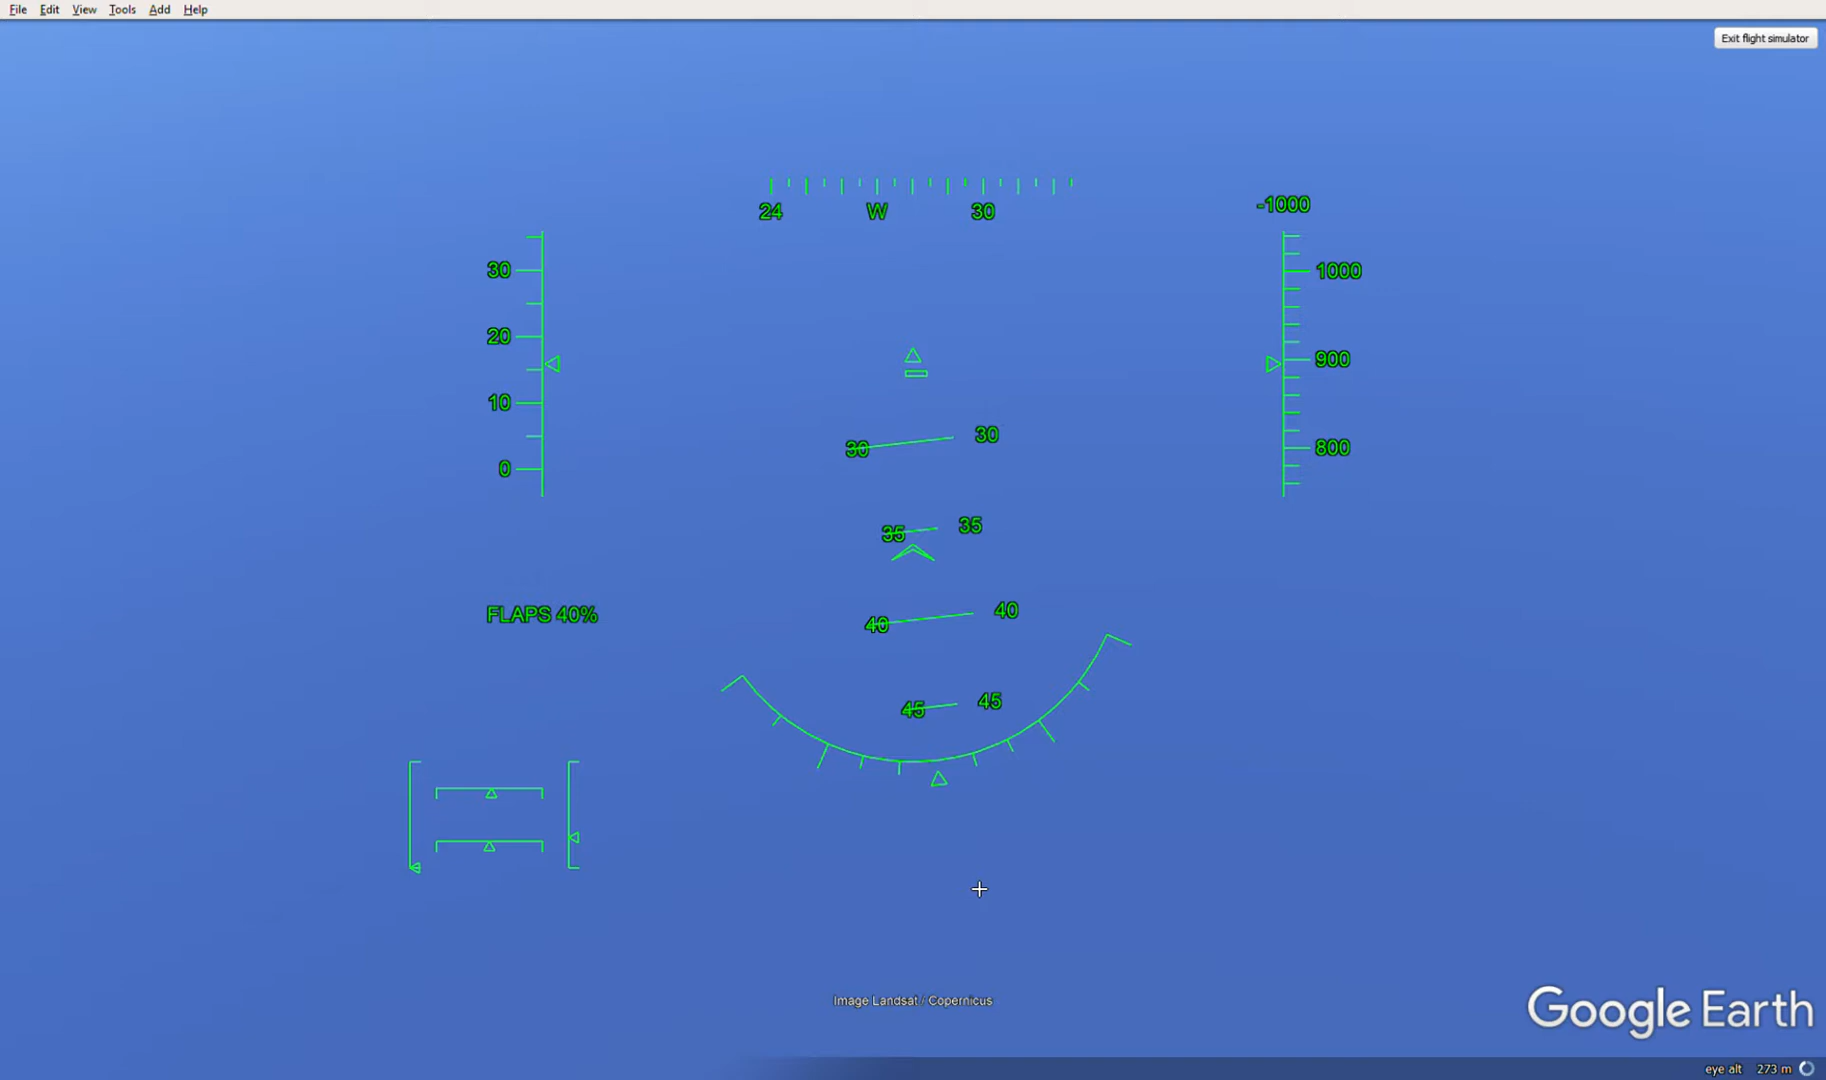 File Edit View Tools Add Help
Exit flight simulator
24 W 30
-1000
30
20
10
0
1000
900
800
30 30
35 35
40 40
45 45
FLAPS 40%
Image Landsat / Copernicus
Google Earth
eye alt 273 m